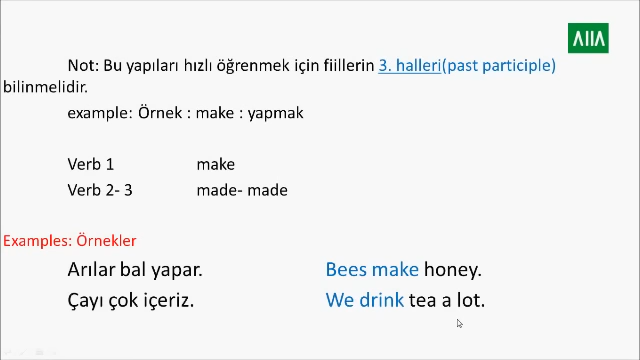 AIIA
Not: Bu yapıları hızlı öğrenmek için fiillerin 3. halleri(past participle)
bilinmelidir.
example: Örnek : make : yapmak
Verb 1 make
Verb 2- 3 made- made
Examples: Örnekler
Arılar bal yapar. Bees make honey.
Çayı çok içeriz. We drink tea a lot.